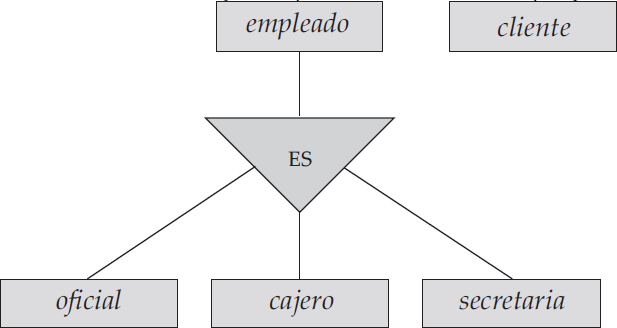 empleado
cliente
ES
oficial
cajero
secretaria